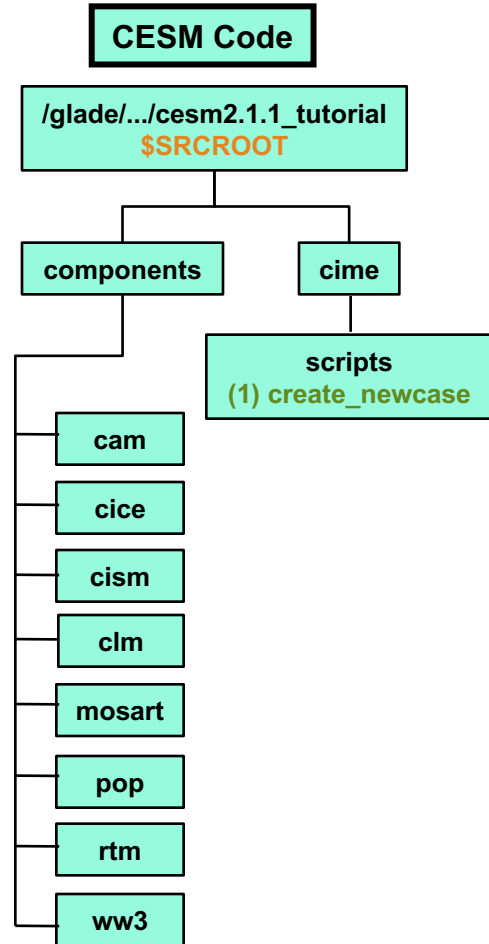 CESM Code
/glade/.../cesm2.1.1_tutorial
$SRCROOT
components
cime
scripts
(1) create_newcase
cam
cice
cism
clm
mosart
pop
rtm
ww3